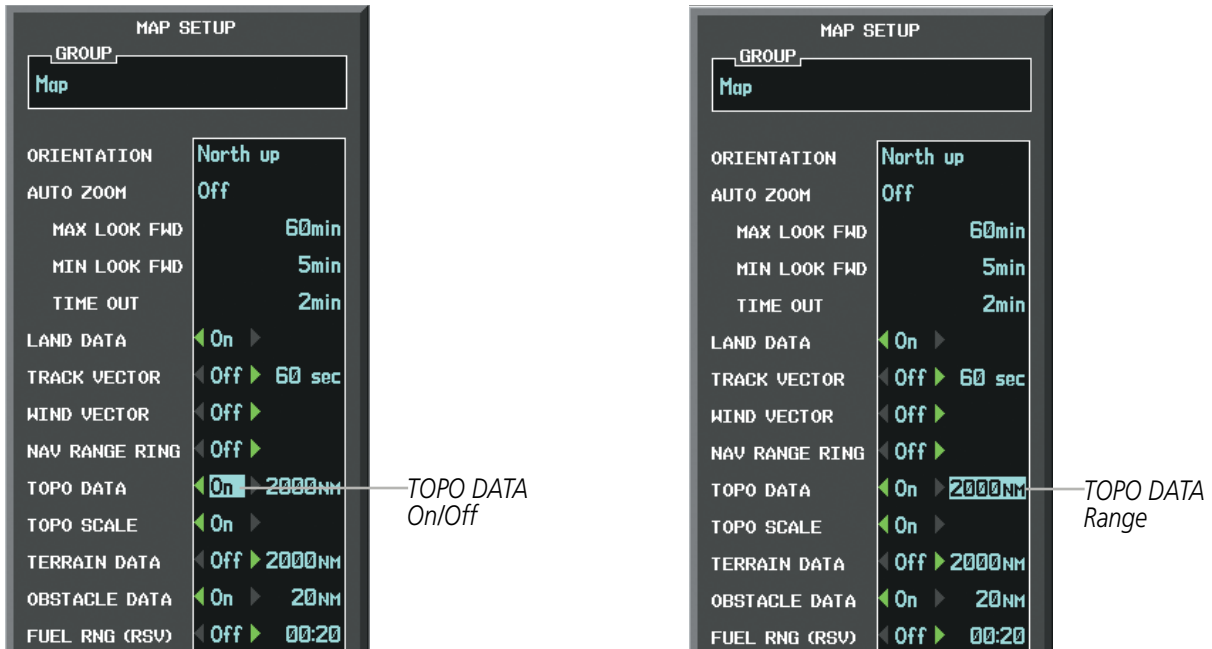 MAP SETUP
GROUP
Map
ORIENTATION North up
AUTO ZOOM Off
MAX LOOK FWD 60min
MIN LOOK FWD 5min
TIME OUT 2min
LAND DATA On
TRACK VECTOR Off 60 sec
WIND VECTOR Off
NAV RANGE RING Off
TOPO DATA On 2000NM
TOPO SCALE On
TERRAIN DATA Off 2000NM
OBSTACLE DATA On 20NM
FUEL RNG (RSV) Off 00:20
TOPO DATA
On/Off
MAP SETUP
GROUP
Map
ORIENTATION North up
AUTO ZOOM Off
MAX LOOK FWD 60min
MIN LOOK FWD 5min
TIME OUT 2min
LAND DATA On
TRACK VECTOR Off 60 sec
WIND VECTOR Off
NAV RANGE RING Off
TOPO DATA On 2000NM
TOPO SCALE On
TERRAIN DATA Off 2000NM
OBSTACLE DATA On 20NM
FUEL RNG (RSV) Off 00:20
TOPO DATA
Range